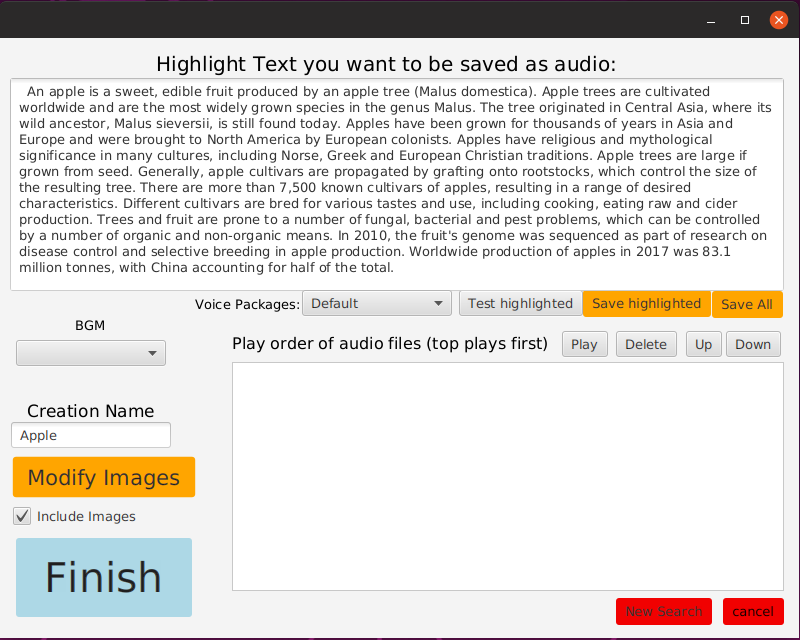 Highlight Text you want to be saved as audio:
An apple is a sweet, edible fruit produced by an apple tree (Malus domestica). Apple trees are cultivated
worldwide and are the most widely grown species in the genus Malus. The tree originated in Central Asia, where its
wild ancestor, Malus sieversii, is still found today. Apples have been grown for thousands of years in Asia and
Europe and were brought to North America by European colonists. Apples have religious and mythological
significance in many cultures, including Norse, Greek and European Christian traditions. Apple trees are large if
grown from seed. Generally, apple cultivars are propagated by grafting onto rootstocks, which control the size of
the resulting tree. There are more than 7,500 known cultivars of apples, resulting in a range of desired
characteristics. Different cultivars are bred for various tastes and use, including cooking, eating raw and cider
production. Trees and fruit are prone to a number of fungal, bacterial and pest problems, which can be controlled
by a number of organic and non-organic means. In 2010, the fruit's genome was sequenced as part of research on
disease control and selective breeding in apple production. Worldwide production of apples in 2017 was 83.1
million tonnes, with China accounting for half of the total.
Voice Packages: Default Test highlighted Save highlighted Save All
BGM
Play order of audio files (top plays first) Play Delete Up Down
Creation Name
Apple
Modify Images
Include Images
Finish
New Search cancel